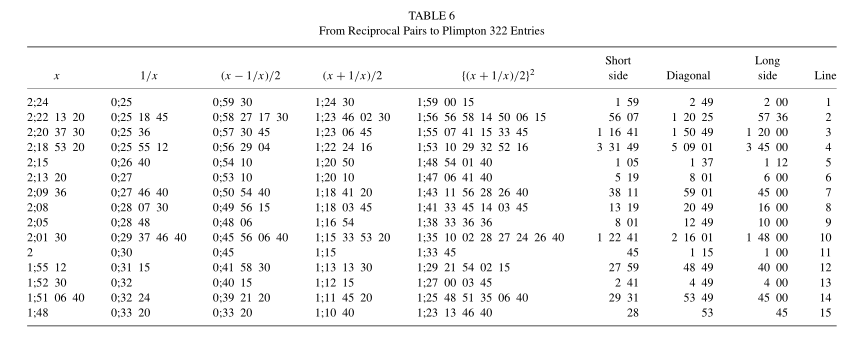 TABLE 6
From Reciprocal Pairs to Plimpton 322 Entries
x 1/x (x − 1/x)/2 (x + 1/x)/2 {(x + 1/x)/2}² Short side Diagonal Long side Line
2;24 0;25 0;59 30 1;24 30 1;59 00 15 1 59 2 49 2 00 1
2;22 13 20 0;25 18 45 0;58 27 17 30 1;23 46 02 30 1;56 56 58 14 50 06 15 56 07 1 20 25 57 36 2
2;20 37 30 0;25 36 0;57 30 45 1;23 06 45 1;55 07 41 15 33 45 1 16 41 1 50 49 1 20 00 3
2;18 53 20 0;25 55 12 0;56 29 04 1;22 24 16 1;53 10 29 32 52 16 3 31 49 5 09 01 3 45 00 4
2;15 0;26 40 0;54 10 1;20 50 1;48 54 01 40 1 05 1 37 1 12 5
2;13 20 0;27 0;53 10 1;20 10 1;47 06 41 40 5 19 8 01 6 00 6
2;09 36 0;27 46 40 0;50 54 40 1;18 41 20 1;43 11 56 28 26 40 38 11 59 01 45 00 7
2;08 0;28 07 30 0;49 56 15 1;18 03 45 1;41 33 45 14 03 45 13 19 20 49 16 00 8
2;05 0;28 48 0;48 06 1;16 54 1;38 33 36 36 8 01 12 49 10 00 9
2;01 30 0;29 37 46 40 0;45 56 06 40 1;15 33 53 20 1;35 10 02 28 27 24 26 40 1 22 41 2 16 01 1 48 00 10
2 0;30 0;45 1;15 1;33 45 45 1 15 1 00 11
1;55 12 0;31 15 0;41 58 30 1;13 13 30 1;29 21 54 02 15 27 59 48 49 40 00 12
1;52 30 0;32 0;40 15 1;12 15 1;27 00 03 45 2 41 4 49 4 00 13
1;51 06 40 0;32 24 0;39 21 20 1;11 45 20 1;25 48 51 35 06 40 29 31 53 49 45 00 14
1;48 0;33 20 0;33 20 1;10 40 1;23 13 46 40 28 53 45 15